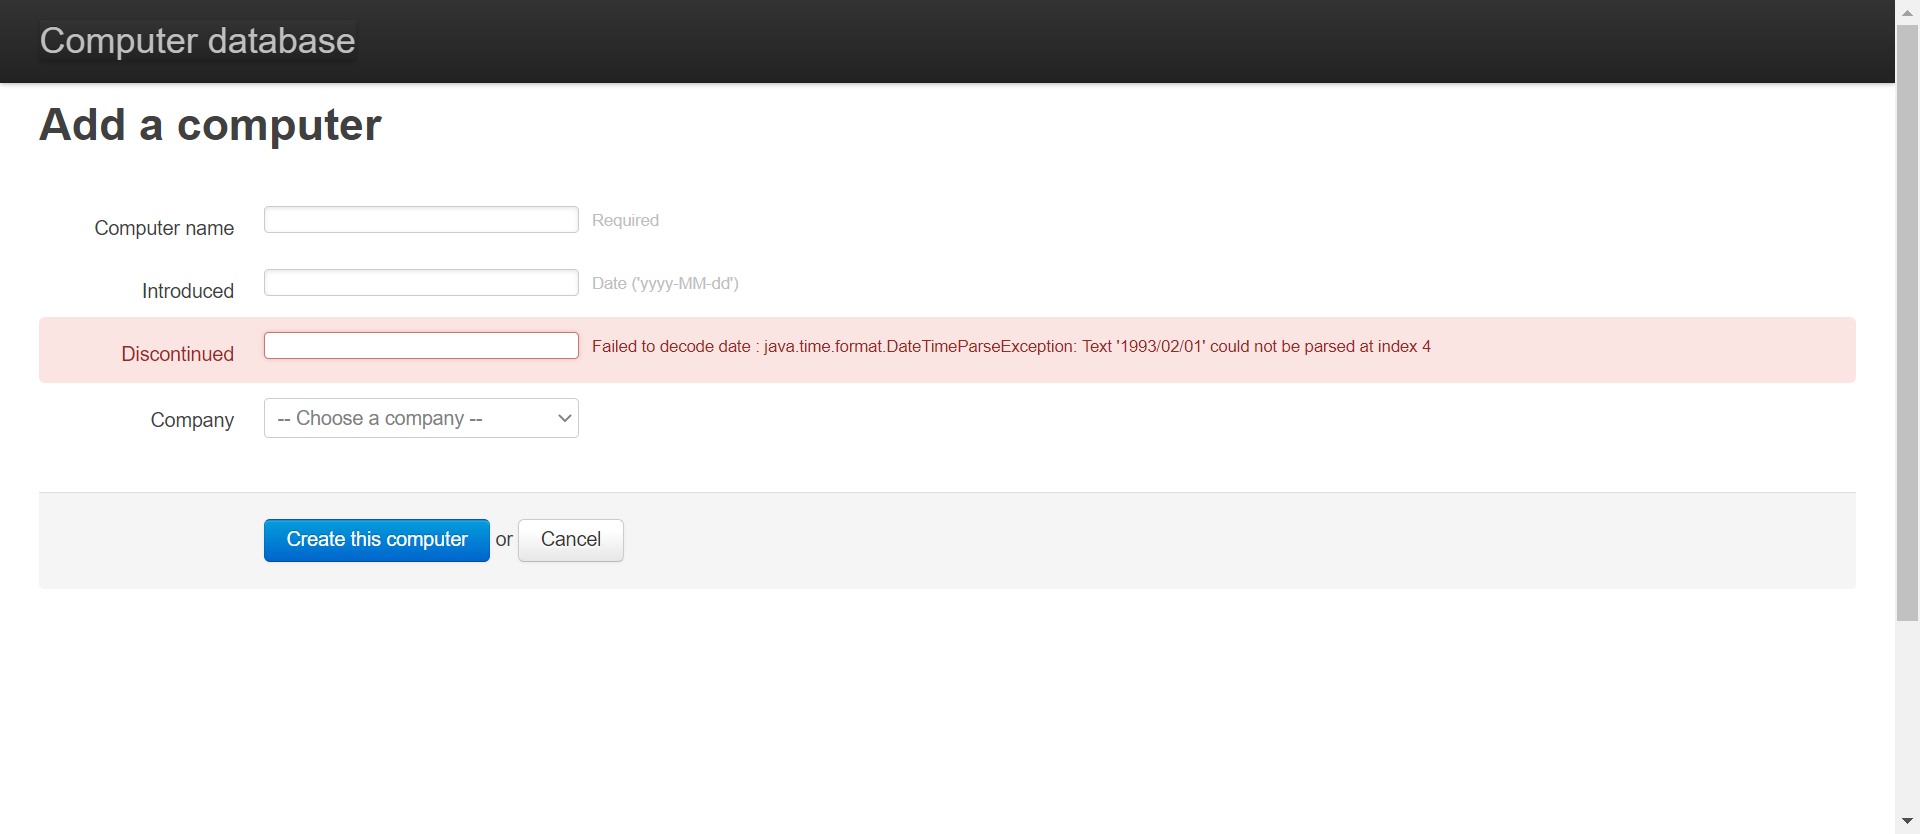 Computer database
Add a computer
Computer name Required
Introduced Date ('yyyy-MM-dd')
Discontinued Failed to decode date : java.time.format.DateTimeParseException: Text '1993/02/01' could not be parsed at index 4
Company -- Choose a company --
Create this computer or Cancel